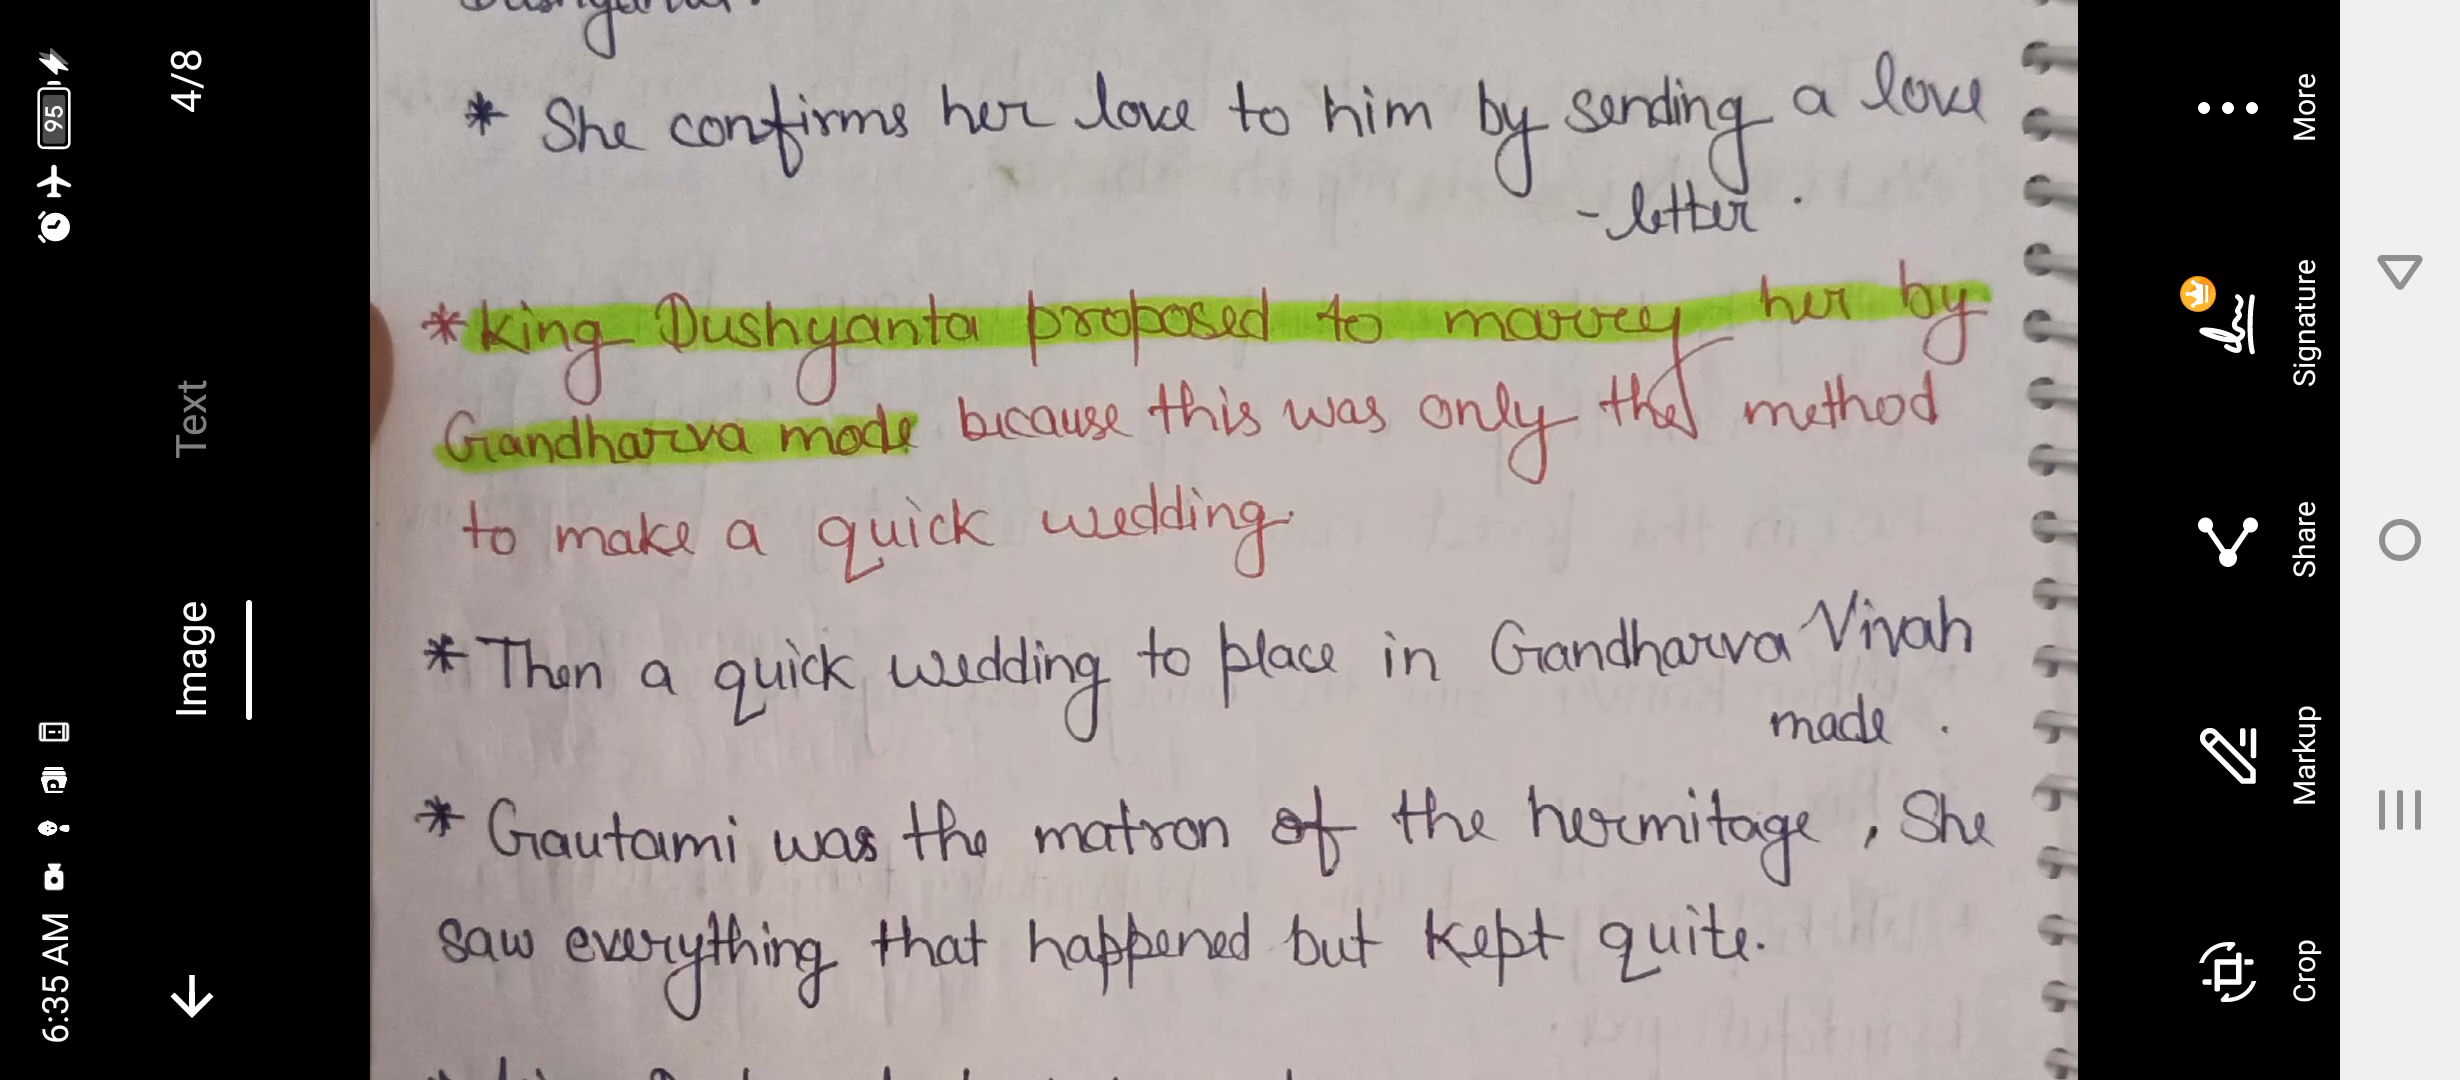 * She confirms her love to him by sending a love
- letter.
* King Dushyanta proposed to marry her by
Gandharva mode because this was only the method
to make a quick wedding.
* Then a quick wedding to place in Gandharva Vivah
made.
* Gautami was the matron of the hermitage, She
saw everything that happened but kept quite.
6:35 AM
95
Image
Text
4/8
More
Signature
Share
Markup
Crop